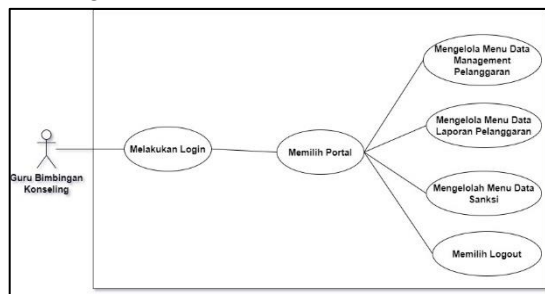 Mengelola Menu Data
Management
Pelanggaran
Mengelola Menu Data
Laporan Pelanggaran
Melakukan Login
Memilih Portal
Guru Bimbingan
Konseling
Mengelolah Menu Data
Sanksi
Memilih Logout